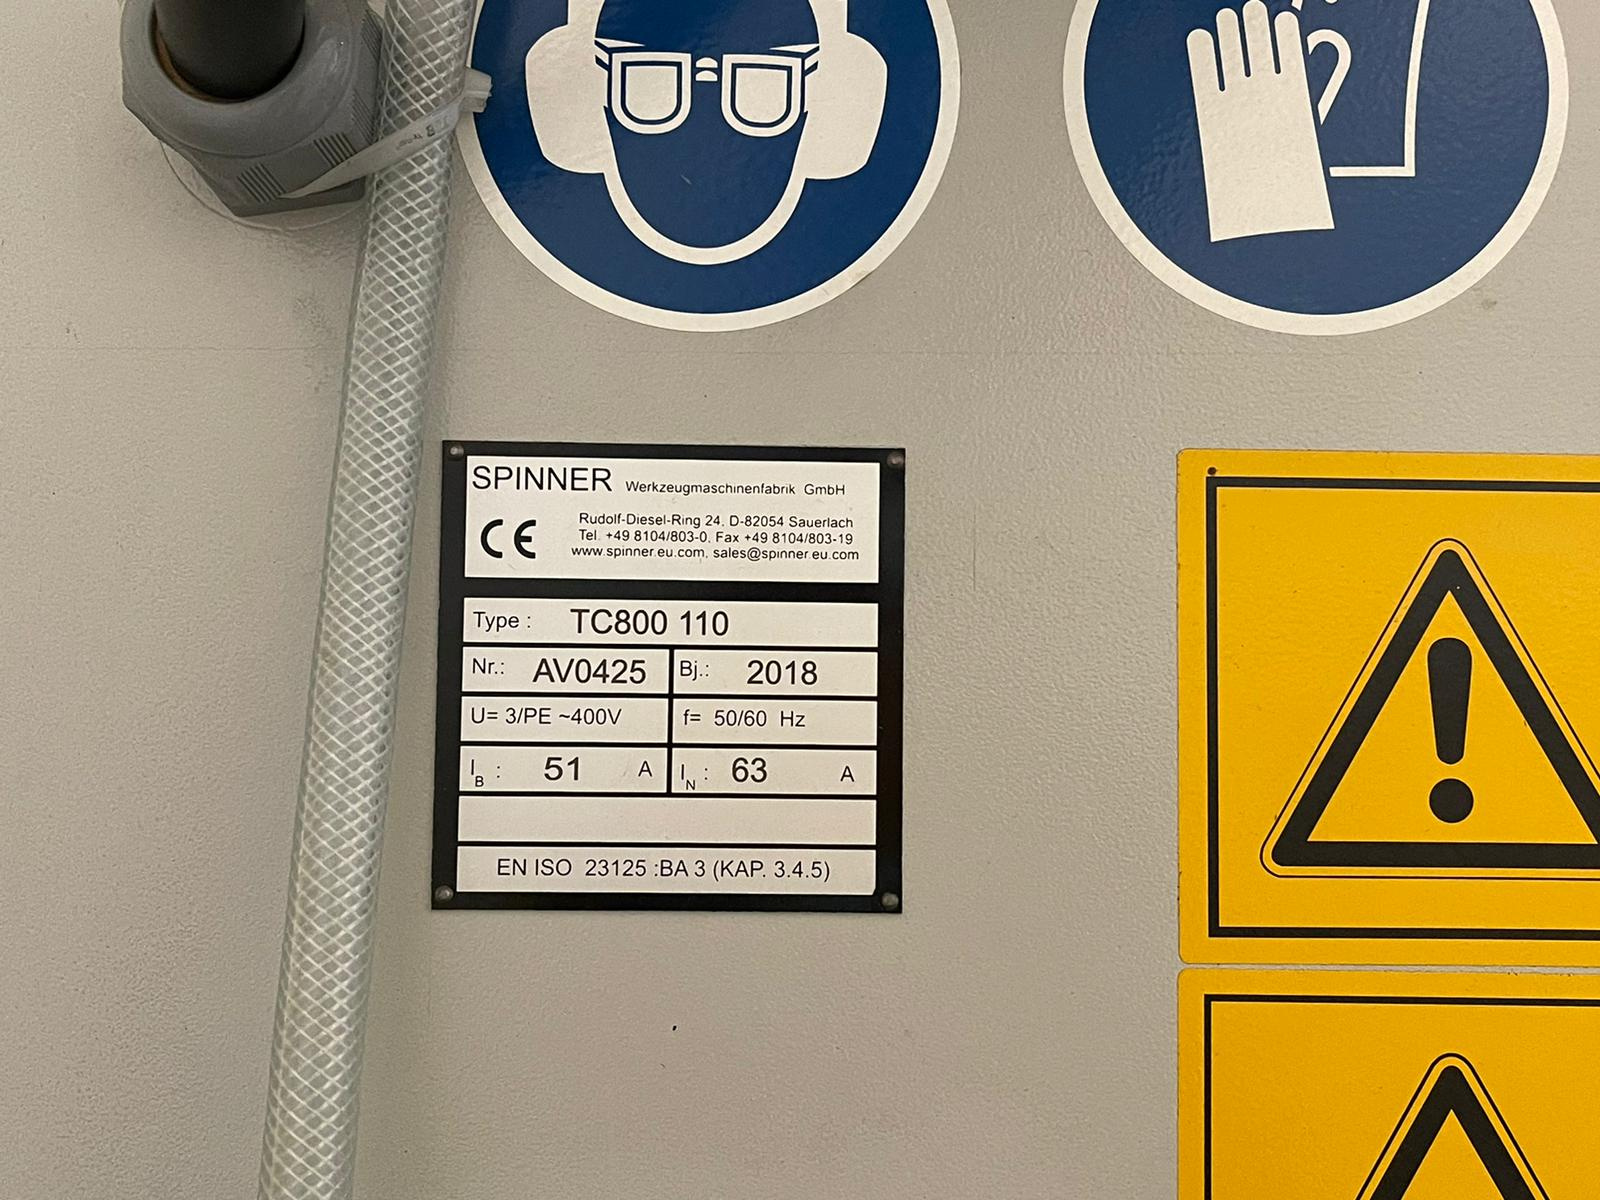 SPINNER Werkzeugmaschinenfabrik GmbH
CE
Rudolf-Diesel-Ring 24, D-82054 Sauerlach
Tel. +49 8104/803-0, Fax +49 8104/803-19
www.spinner.eu.com, sales@spinner.eu.com
Type : TC800 110
Nr.: AV0425 Bj.: 2018
U= 3/PE ~400V f= 50/60 Hz
IB : 51 A IN : 63 A
EN ISO 23125 :BA 3 (KAP. 3.4.5)